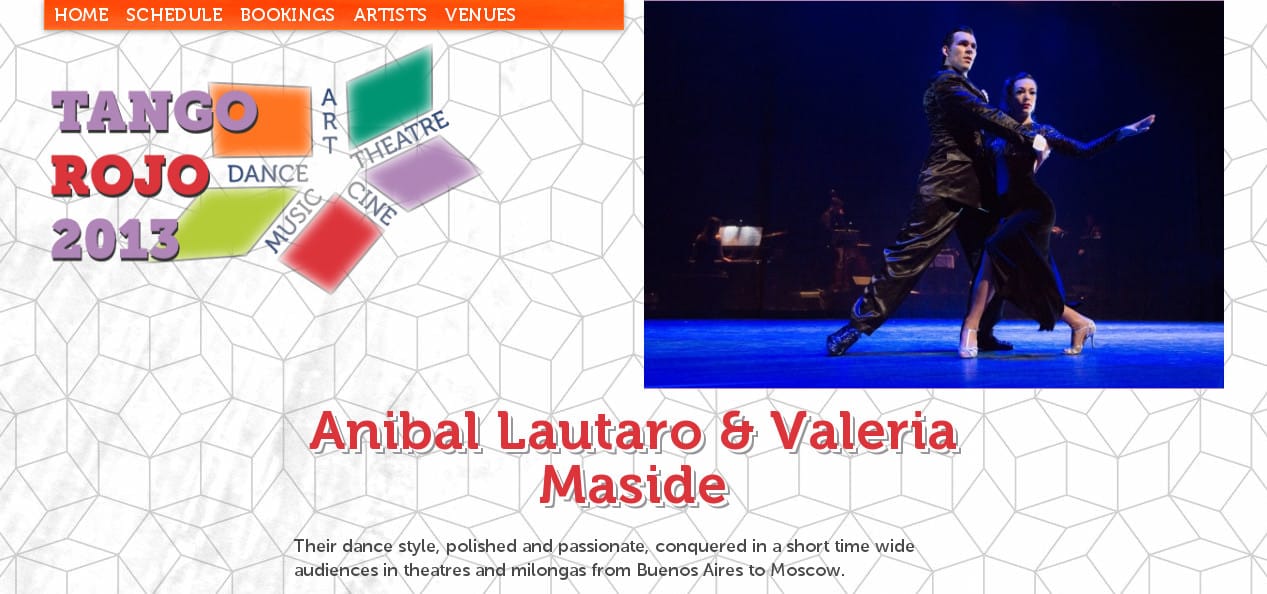 HOME SCHEDULE BOOKINGS ARTISTS VENUES
TANGO
ROJO
2013
ART
THEATRE
DANCE
MUSIC
CINE
Anibal Lautaro & Valeria
Maside
Their dance style, polished and passionate, conquered in a short time wide
audiences in theatres and milongas from Buenos Aires to Moscow.